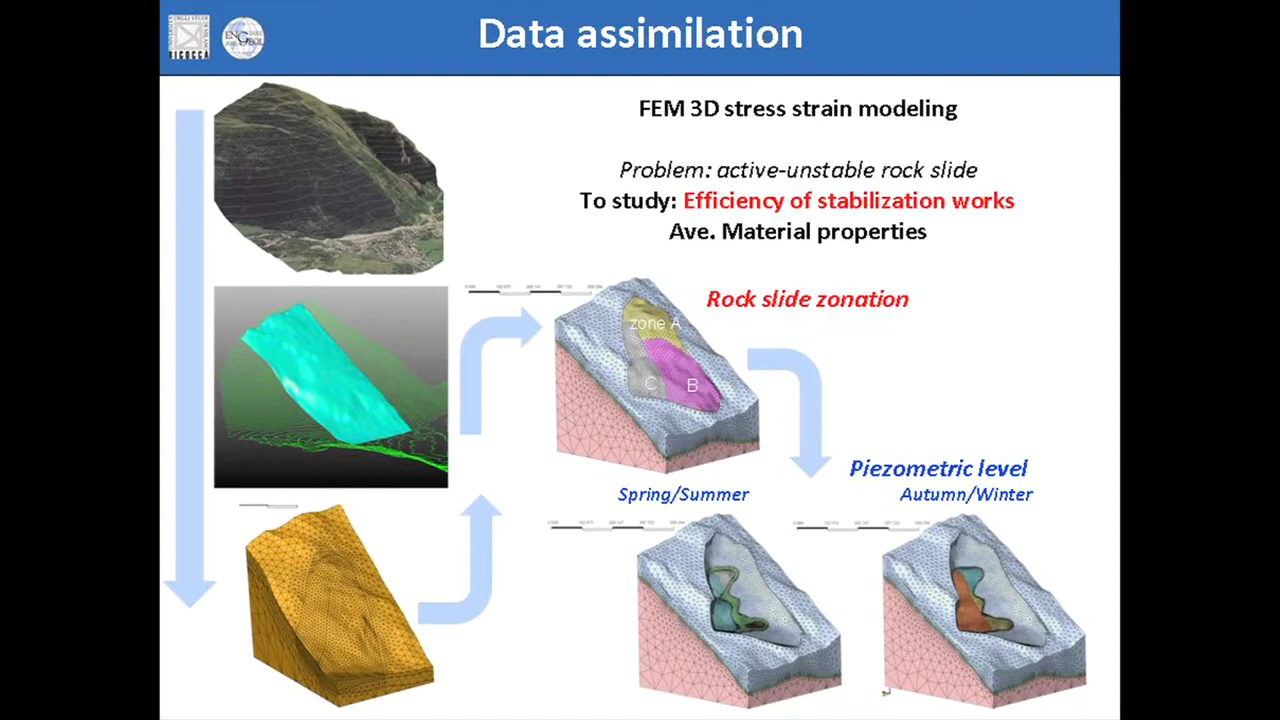 Data assimilation
FEM 3D stress strain modeling
Problem: active-unstable rock slide
To study: Efficiency of stabilization works
Ave. Material properties
Rock slide zonation
zone A
C
B
Piezometric level
Spring/Summer
Autumn/Winter
BICOCCA